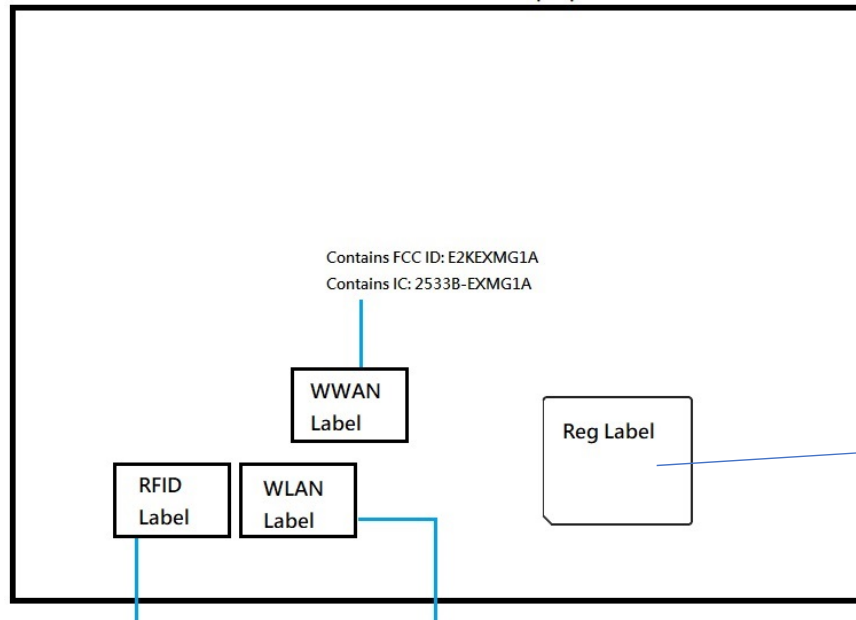 Contains FCC ID: E2KEXMG1A
Contains IC: 2533B-EXMG1A
WWAN
Label
Reg Label
RFID
Label
WLAN
Label